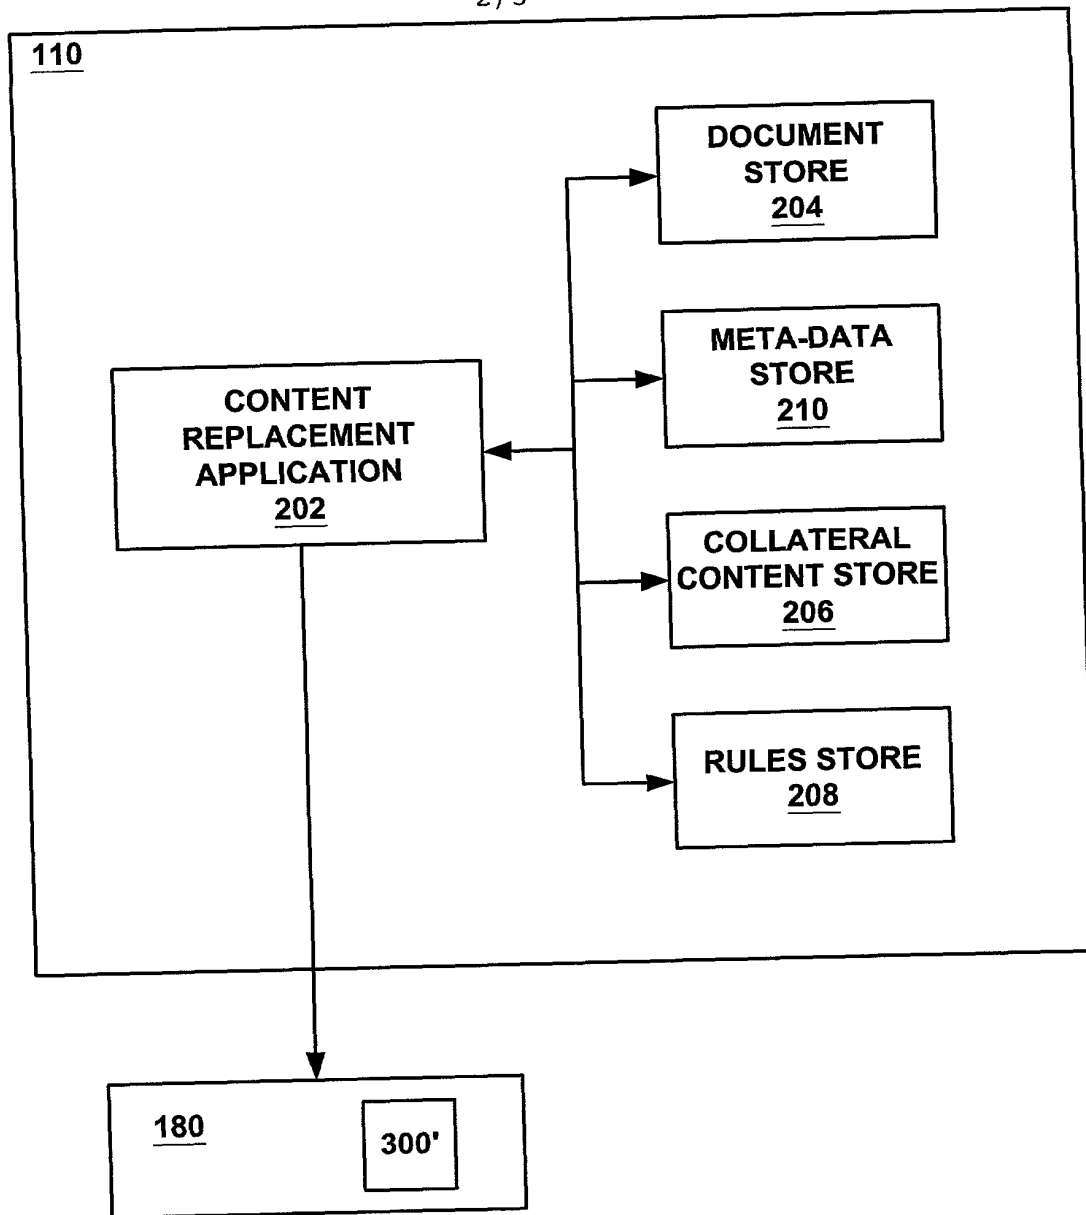 110
DOCUMENT
STORE
204
META-DATA
STORE
210
CONTENT
REPLACEMENT
APPLICATION
202
COLLATERAL
CONTENT STORE
206
RULES STORE
208
180
300'